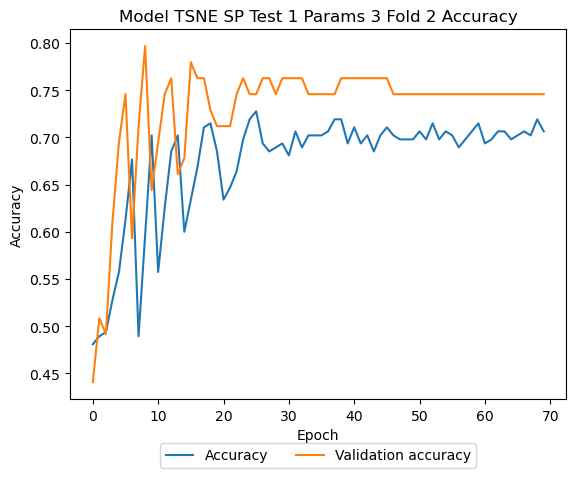 Model TSNE SP Test 1 Params 3 Fold 2 Accuracy
0.80
0.75
0.70
0.65
0.60
0.55
0.50
0.45
Accuracy
0 10 20 30 40 50 60 70
Epoch
Accuracy Validation accuracy